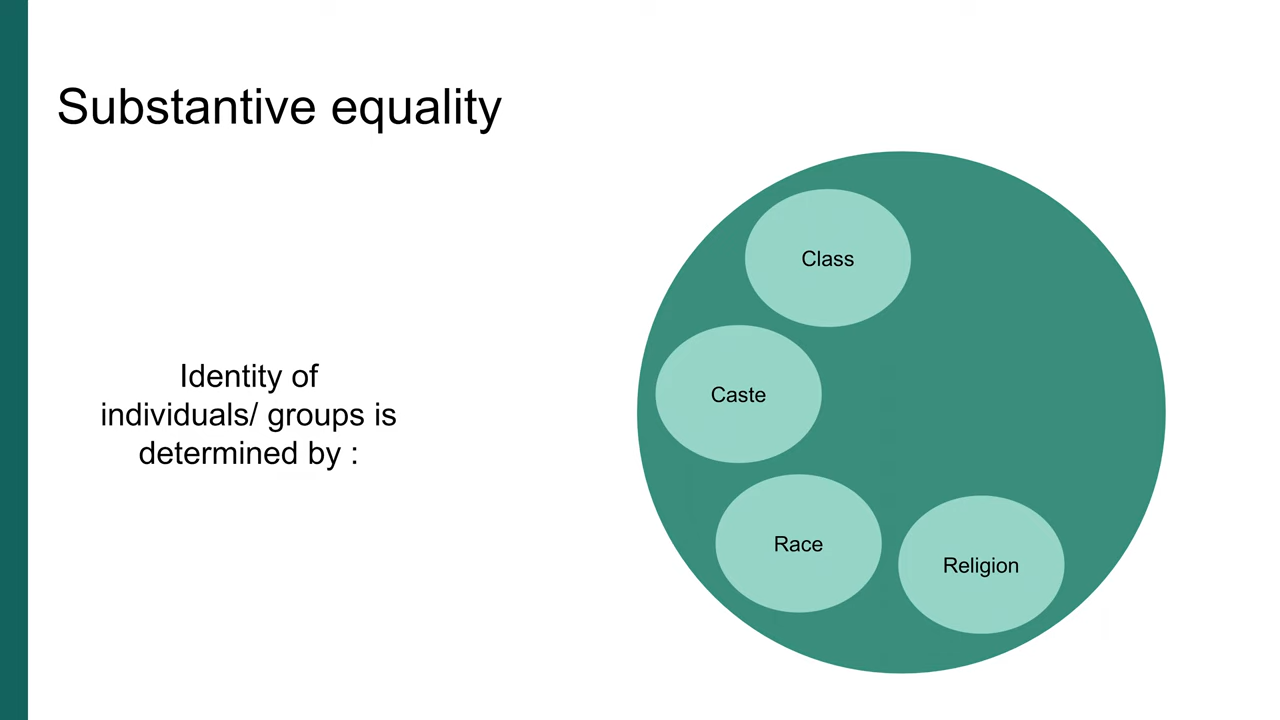 Substantive equality
Identity of
individuals/ groups is
determined by :
Class
Caste
Race
Religion